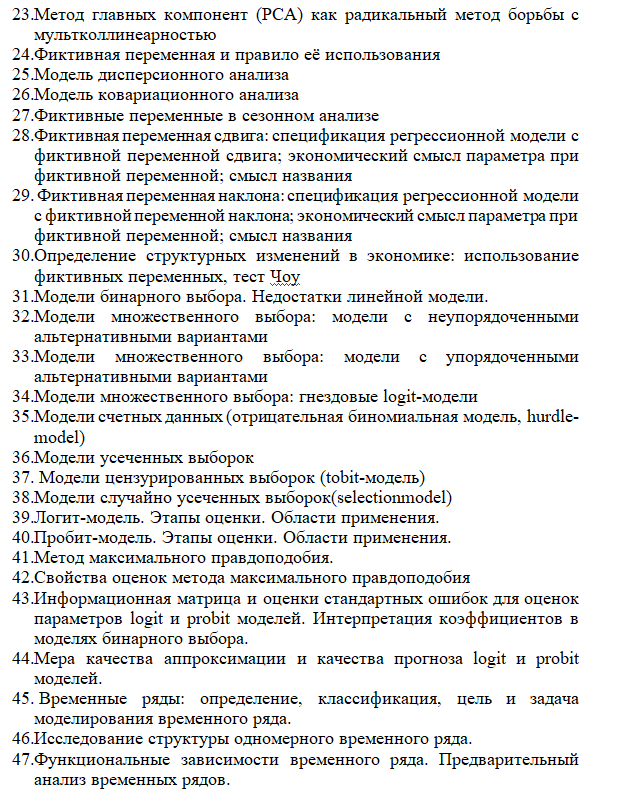 23.Метод главных компонент (PCA) как радикальный метод борьбы с
мультколлинеарностью
24.Фиктивная переменная и правило её использования
25.Модель дисперсионного анализа
26.Модель ковариационного анализа
27.Фиктивные переменные в сезонном анализе
28.Фиктивная переменная сдвига: спецификация регрессионной модели с
фиктивной переменной сдвига; экономический смысл параметра при
фиктивной переменной; смысл названия
29. Фиктивная переменная наклона: спецификация регрессионной модели
с фиктивной переменной наклона; экономический смысл параметра при
фиктивной переменной; смысл названия
30.Определение структурных изменений в экономике: использование
фиктивных переменных, тест Чоу
31.Модели бинарного выбора. Недостатки линейной модели.
32.Модели множественного выбора: модели с неупорядоченными
альтернативными вариантами
33.Модели множественного выбора: модели с упорядоченными
альтернативными вариантами
34.Модели множественного выбора: гнездовые logit-модели
35.Модели счетных данных (отрицательная биномиальная модель, hurdle-
model)
36.Модели усеченных выборок
37. Модели цензурированных выборок (tobit-модель)
38.Модели случайно усеченных выборок(selectionmodel)
39.Логит-модель. Этапы оценки. Области применения.
40.Пробит-модель. Этапы оценки. Области применения.
41.Метод максимального правдоподобия.
42.Свойства оценок метода максимального правдоподобия
43.Информационная матрица и оценки стандартных ошибок для оценок
параметров logit и probit моделей. Интерпретация коэффициентов в
моделях бинарного выбора.
44.Мера качества аппроксимации и качества прогноза logit и probit
моделей.
45. Временные ряды: определение, классификация, цель и задача
моделирования временного ряда.
46.Исследование структуры одномерного временного ряда.
47.Функциональные зависимости временного ряда. Предварительный
анализ временных рядов.